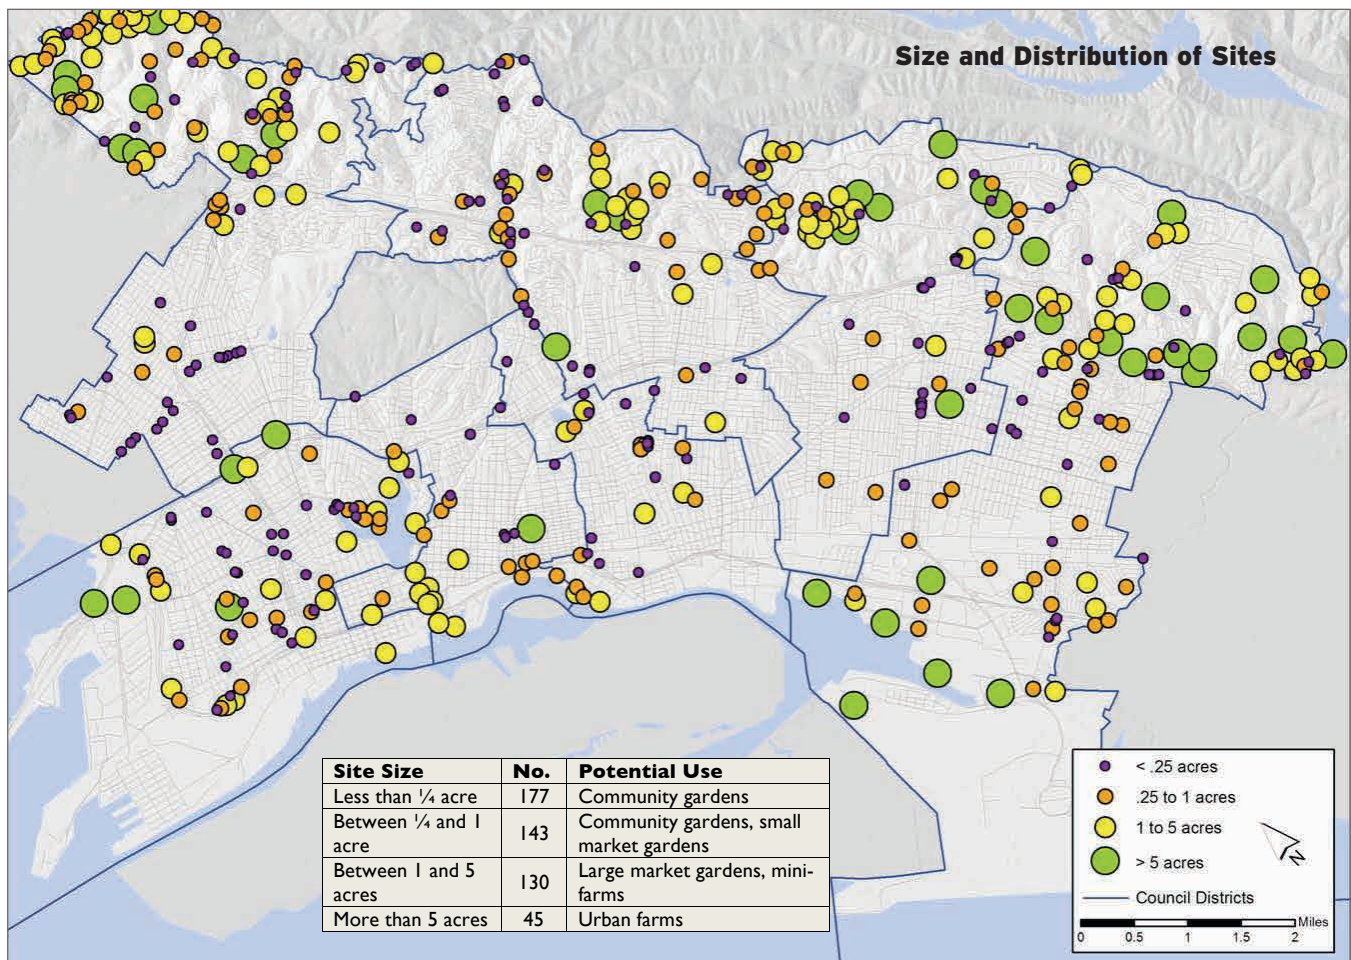 Size and Distribution of Sites
Site Size No. Potential Use
Less than ¼ acre 177 Community gardens
Between ¼ and 1 acre 143 Community gardens, small market gardens
Between 1 and 5 acres 130 Large market gardens, mini-farms
More than 5 acres 45 Urban farms
< .25 acres
.25 to 1 acres
1 to 5 acres
> 5 acres
N
Council Districts
Miles
0 0.5 1 1.5 2